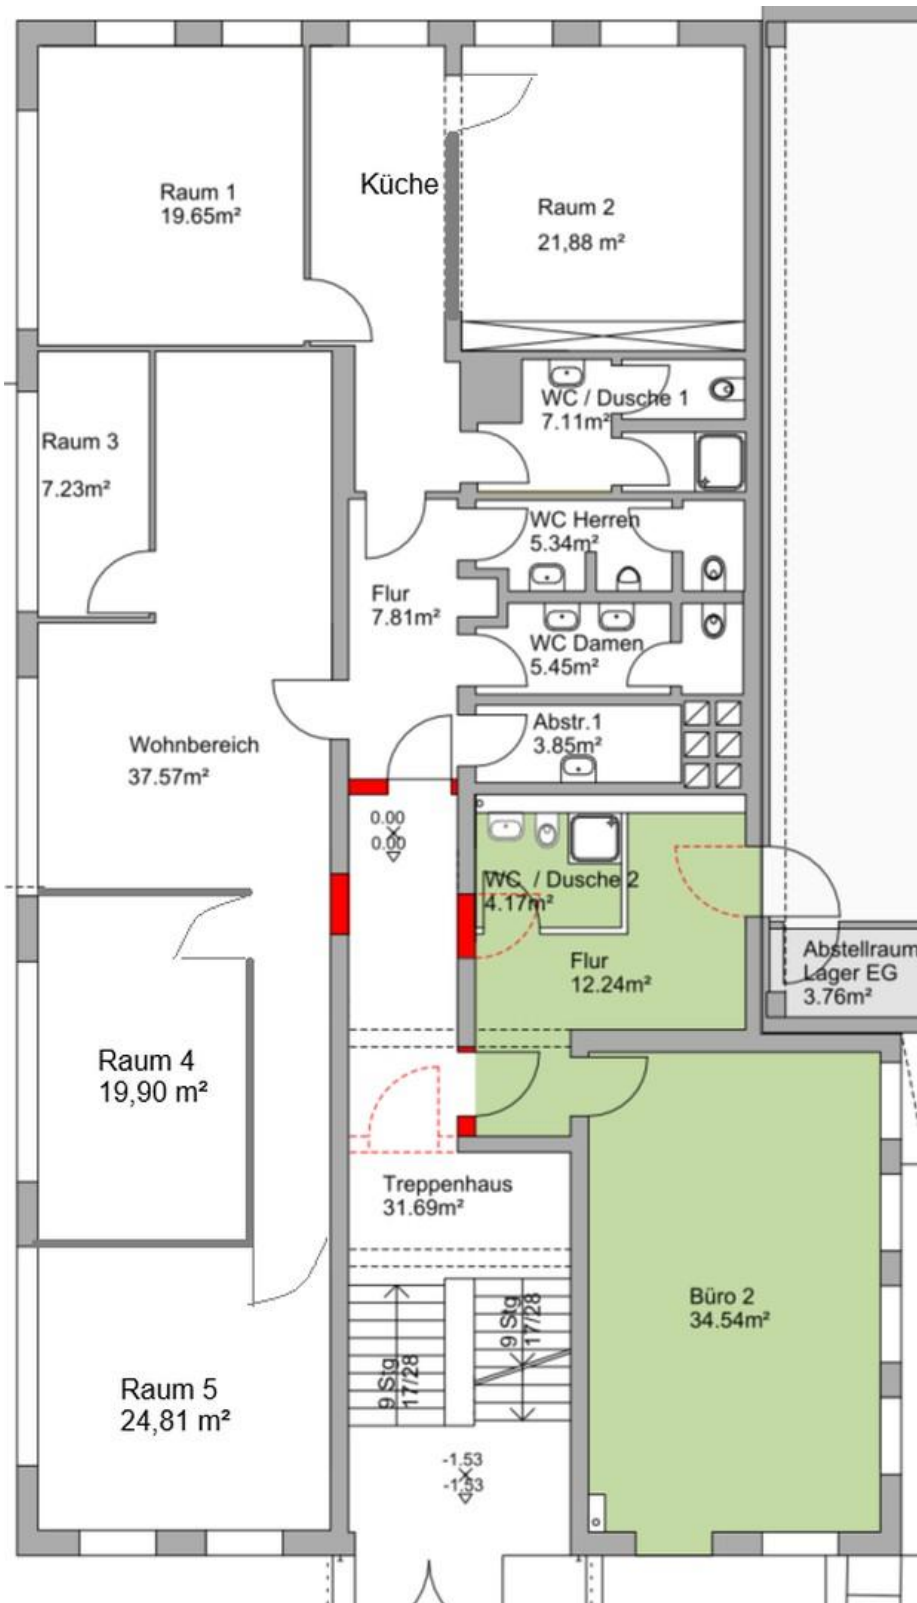 Raum 1
19.65m²
Küche
Raum 2
21,88 m²
WC / Dusche 1
7.11m²
Raum 3
7.23m²
WC Herren
5.34m²
Flur
7.81m²
WC Damen
5.45m²
Abstr.1
3.85m²
Wohnbereich
37.57m²
0.00
0.00
WC / Dusche 2
4.17m²
Flur
12.24m²
Abstellraum
Lager EG
3.76m²
Raum 4
19,90 m²
Treppenhaus
31.69m²
Büro 2
34.54m²
9 Stg
17/28
9 Stg
17/28
Raum 5
24,81 m²
-1.53
-1.53